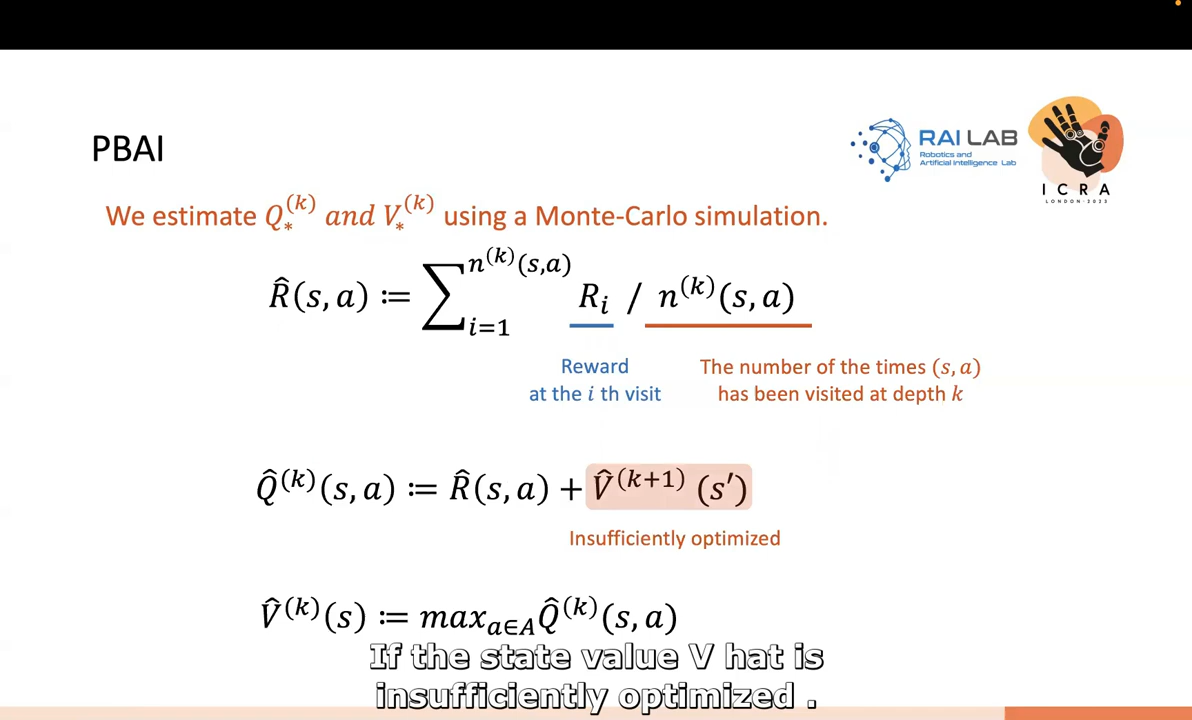 PBAI
RAI LAB
Robotics and
Artificial Intelligence Lab
ICRA
LONDON·2023
We estimate Q_*^(k) and V_*^(k) using a Monte-Carlo simulation.
R̂(s, a) ≔ ∑_{i=1}^{n^(k)(s,a)} R_i / n^(k)(s, a)
Reward
at the i th visit
The number of the times (s, a)
has been visited at depth k
Q̂^(k)(s, a) ≔ R̂(s, a) + V̂^(k+1) (s′)
Insufficiently optimized
V̂^(k)(s) ≔ max_{a∈A}Q̂^(k)(s, a)
If the state value V hat is
insufficiently optimized .